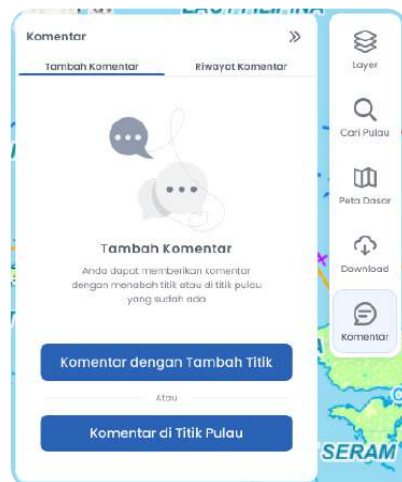 Komentar
Tambah Komentar
Riwayat Komentar
Tambah Komentar
Anda dapat memberikan komentar
dengan menabah titik atau di titik pulau
yang sudah ada
Komentar dengan Tambah Titik
Atau
Komentar di Titik Pulau
Layer
Cari Pulau
Peta Dasar
Download
Komentar
SERAM